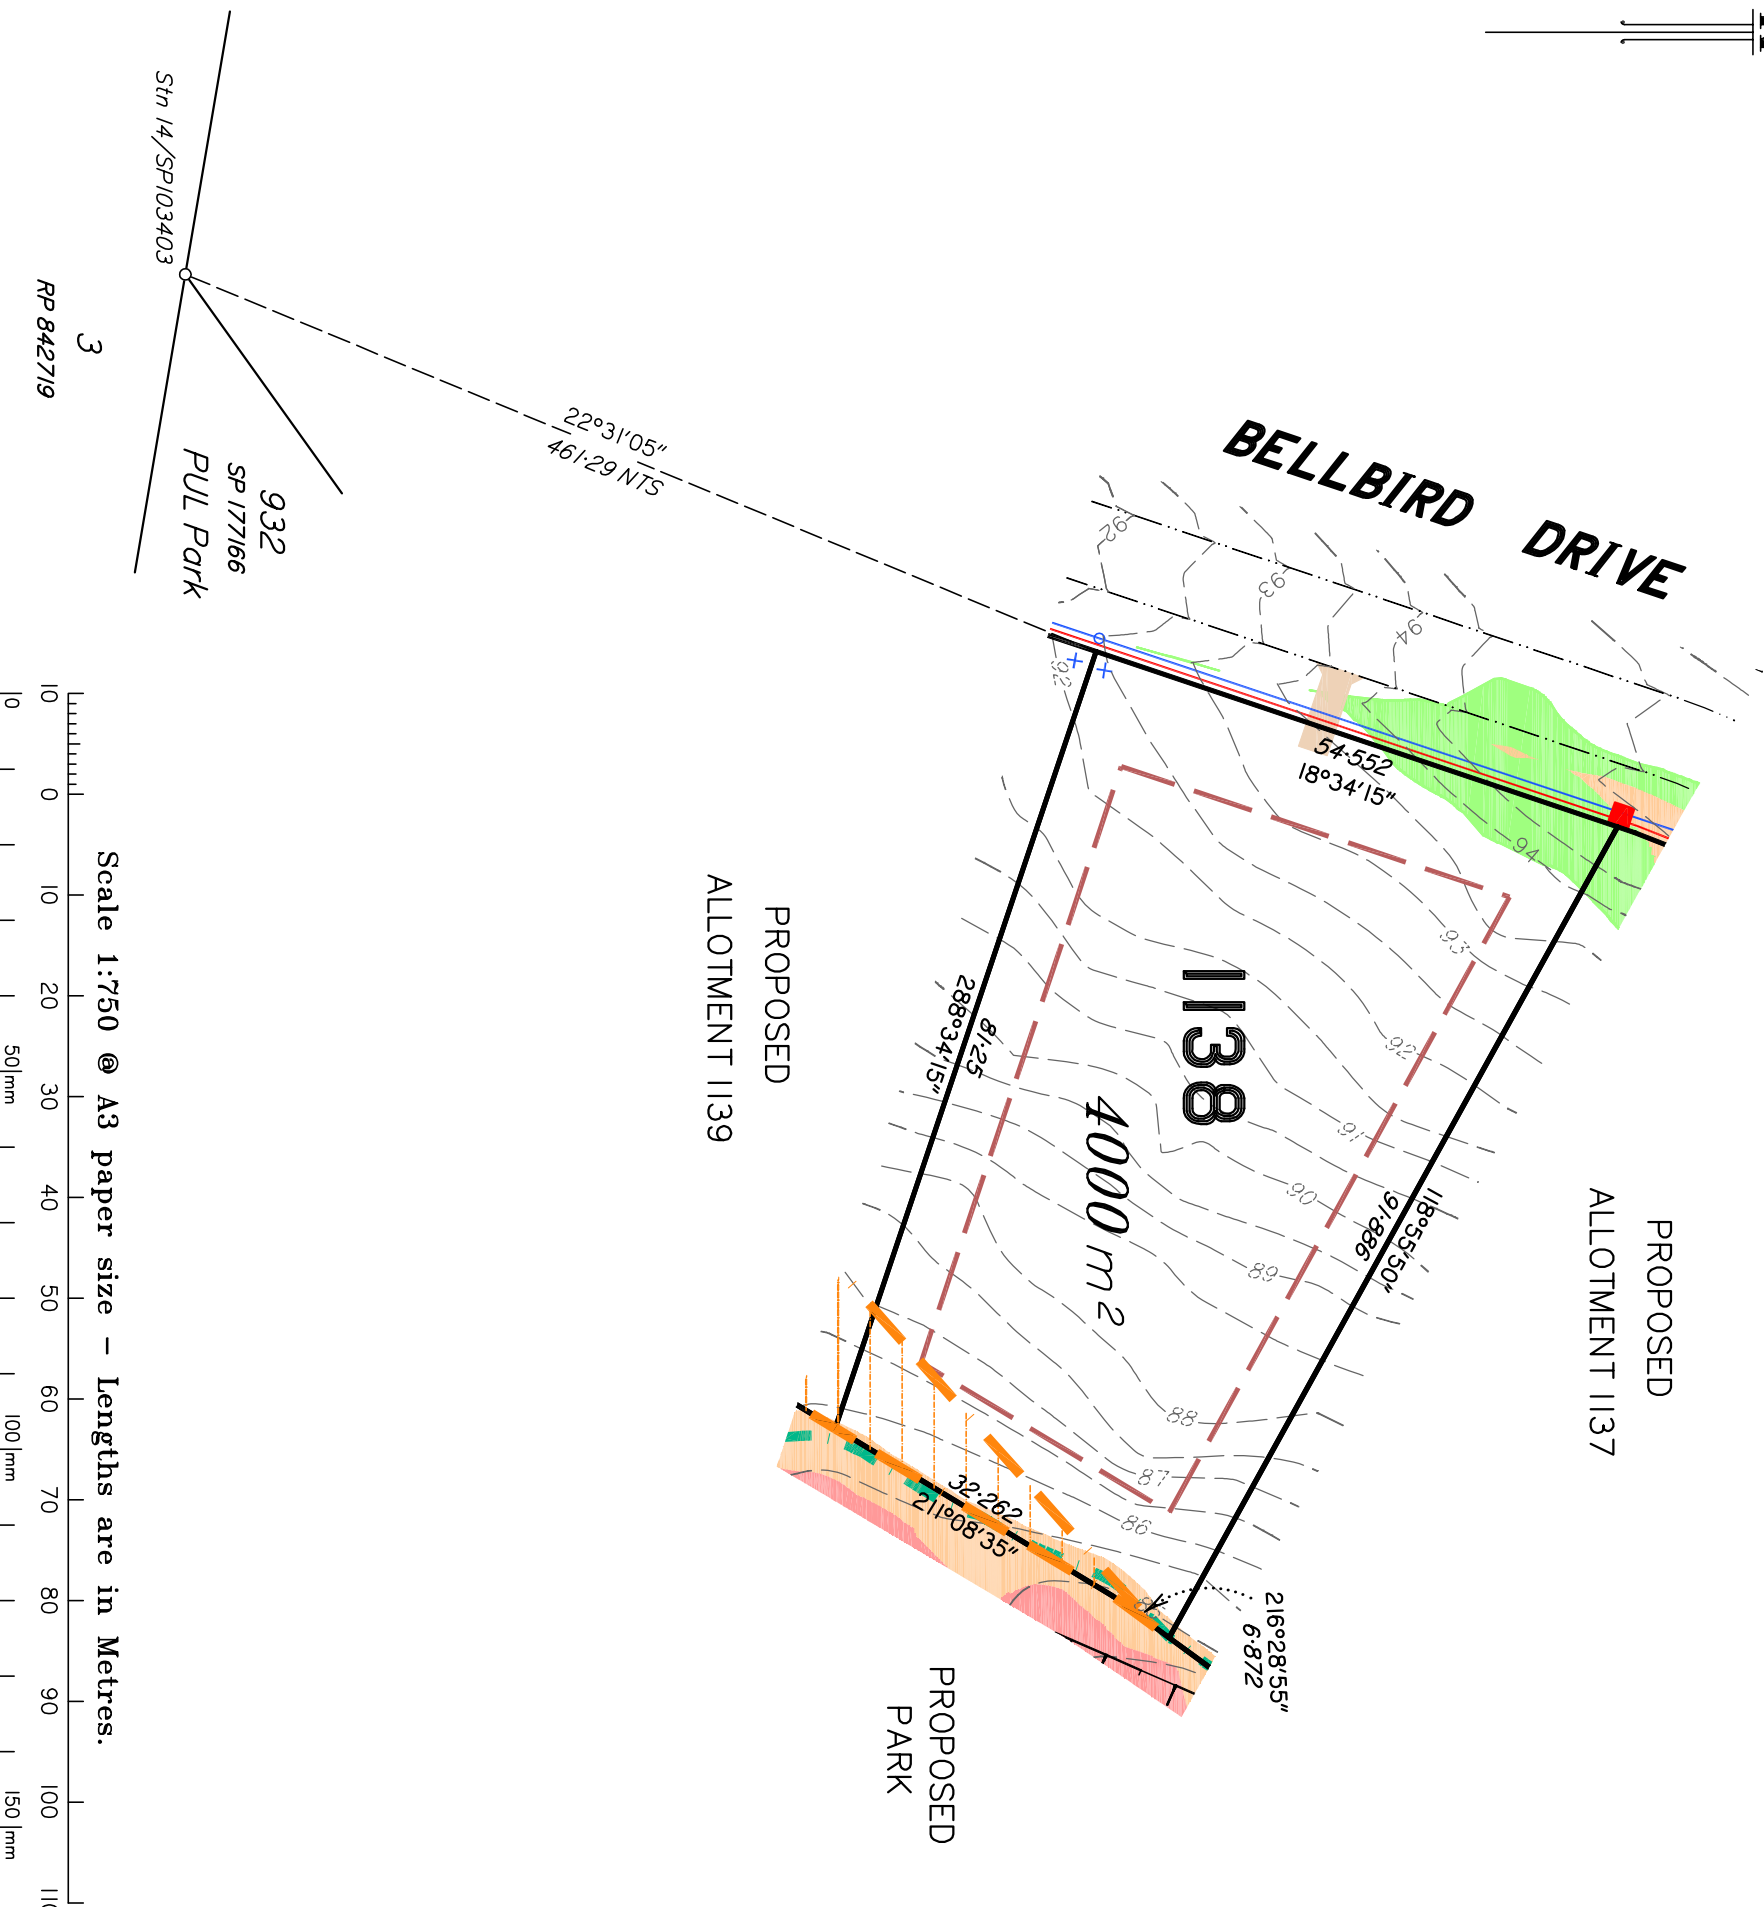 BELLBIRD DRIVE
Stn 14/SP103403
3
RP 842719
932
SP 177166
PUL Park
22°31'05"
461·29 NTS
92
93
94
92
54·552
18°34'15"
94
93
92
91
90
89
88
87
86
1138
4000 m2
81·25
288°34'15"
118°55'50"
91·886
32·262
211°08'35"
216°28'55"
6·872
PROPOSED
ALLOTMENT 1139
PROPOSED
ALLOTMENT 1137
PROPOSED
PARK
Scale 1:750 @ A3 paper size - Lengths are in Metres.
10 0 10 20 30 40 50 60 70 80 90 100
50|mm 100|mm 150|mm